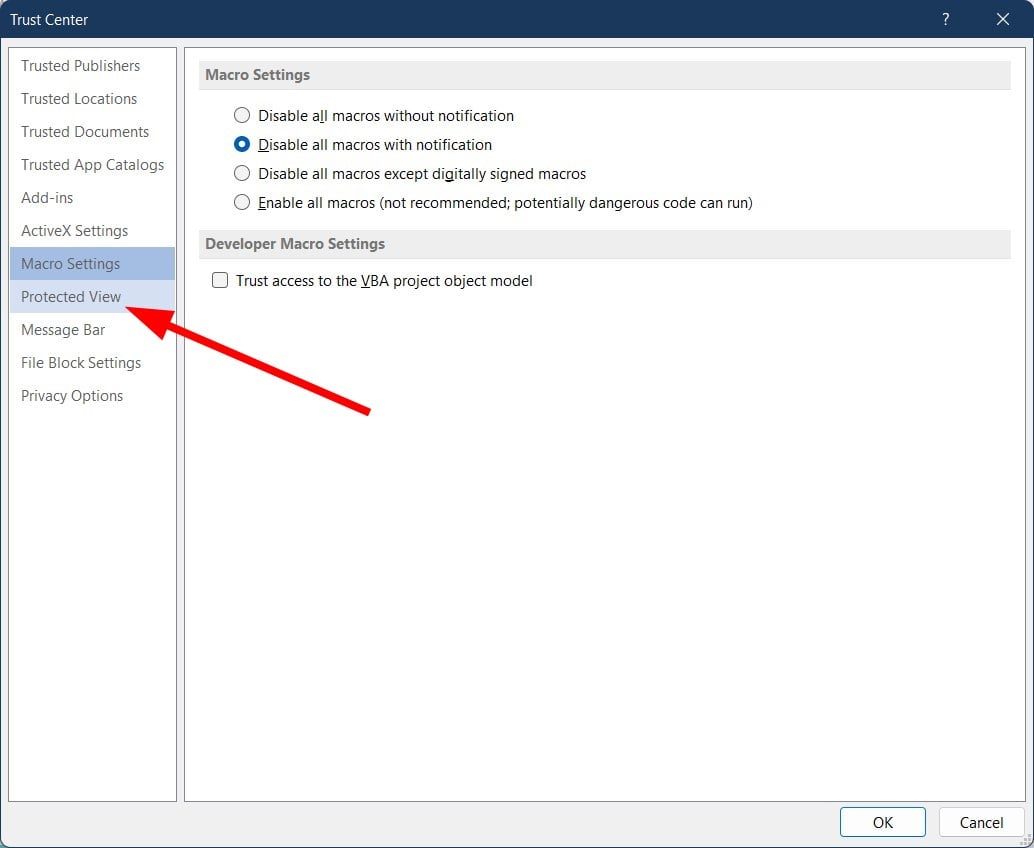 Trust Center
?
Trusted Publishers
Trusted Locations
Trusted Documents
Trusted App Catalogs
Add-ins
ActiveX Settings
Macro Settings
Protected View
Message Bar
File Block Settings
Privacy Options
Macro Settings
Disable all macros without notification
Disable all macros with notification
Disable all macros except digitally signed macros
Enable all macros (not recommended; potentially dangerous code can run)
Developer Macro Settings
Trust access to the VBA project object model
OK
Cancel